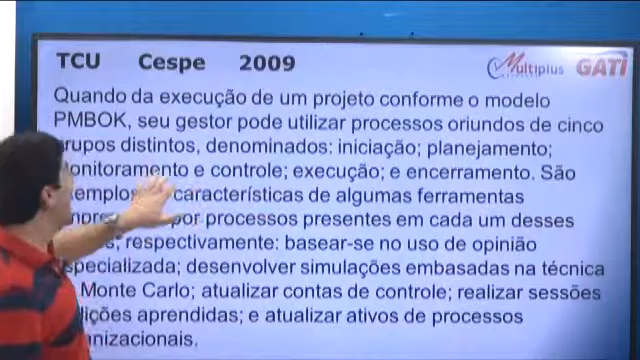 TCU Cespe 2009
Multiplus GATI
Quando da execução de um projeto conforme o modelo
PMBOK, seu gestor pode utilizar processos oriundos de cinco
grupos distintos, denominados: iniciação; planejamento;
monitoramento e controle; execução; e encerramento. São
características de algumas ferramentas
por processos presentes em cada um desses
respectivamente: basear-se no uso de opinião
especializada; desenvolver simulações embasadas na técnica
Monte Carlo; atualizar contas de controle; realizar sessões
lições aprendidas; e atualizar ativos de processos